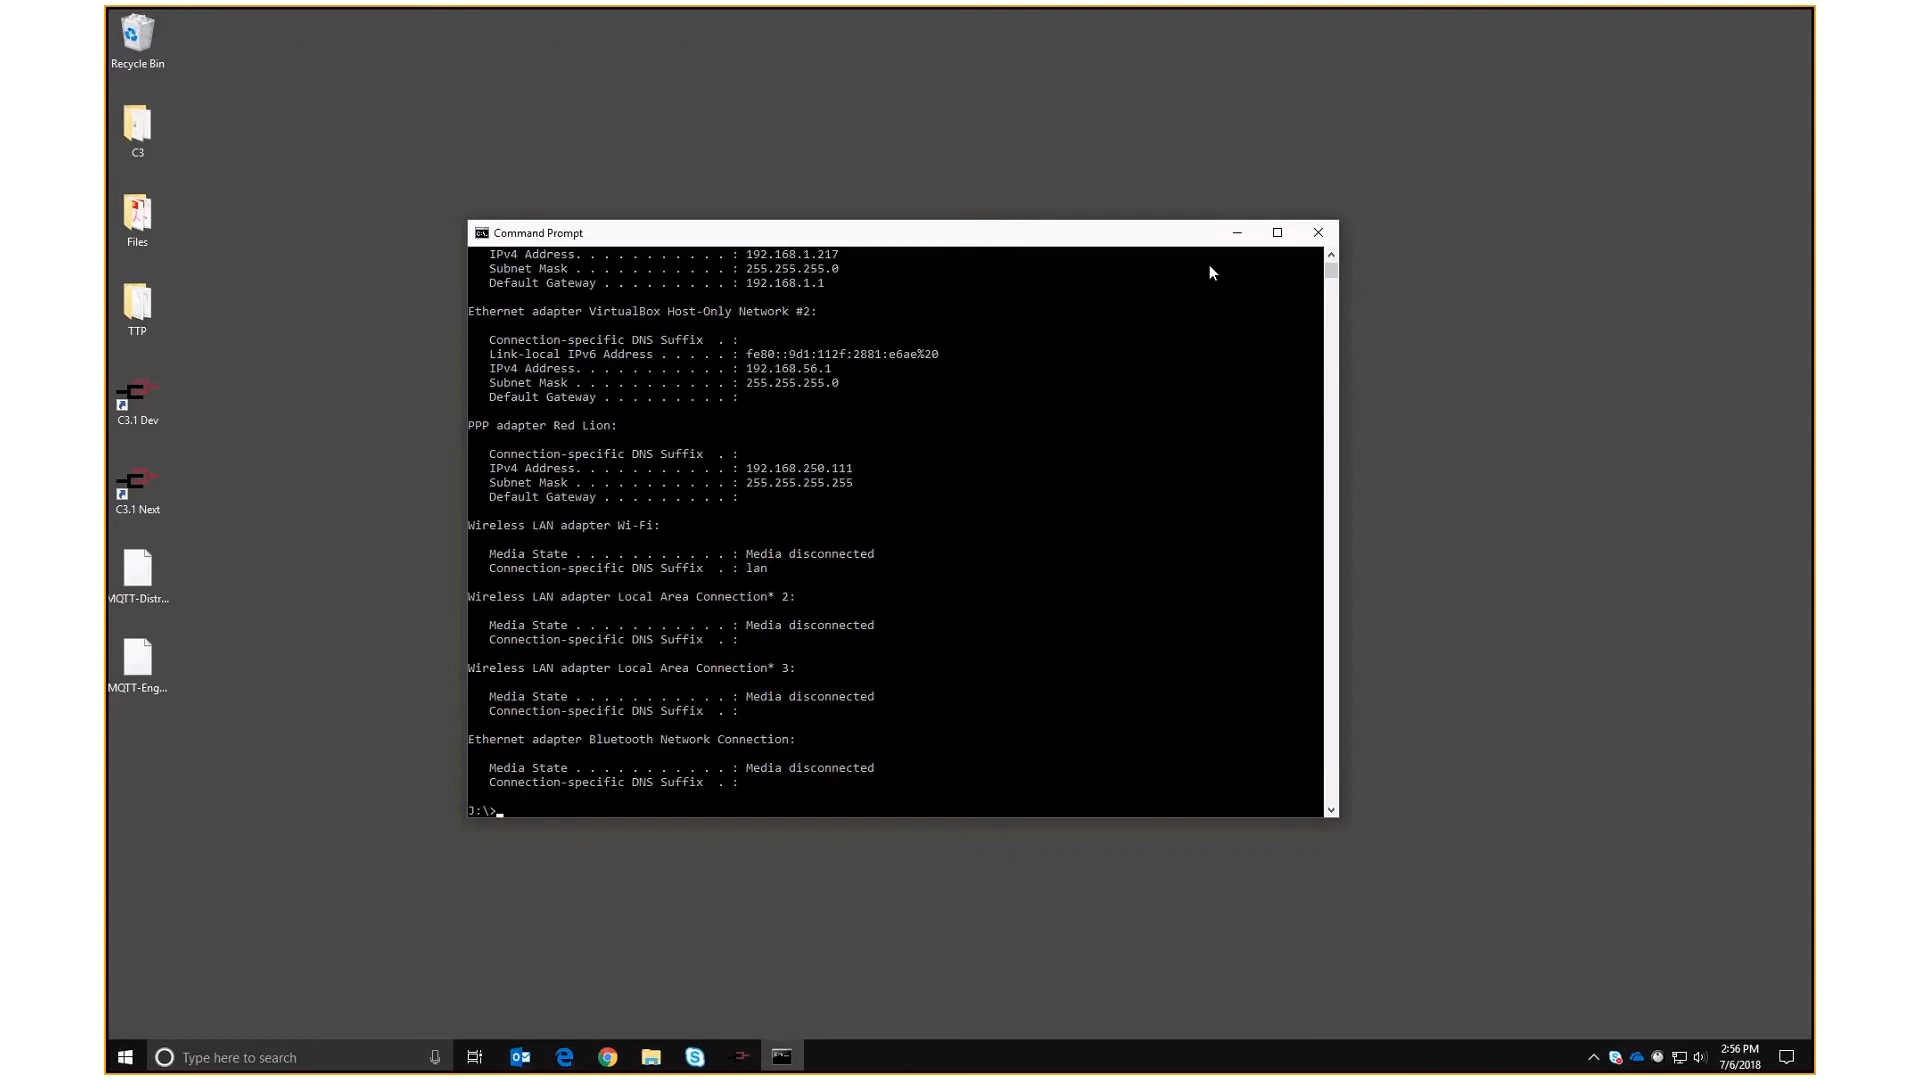 Recycle Bin
C3
Files
TTP
C3.1 Dev
C3.1 Next
MQTT-Distr...
MQTT-Eng...
Command Prompt
IPv4 Address. . . . . . . . . . . : 192.168.1.217
Subnet Mask . . . . . . . . . . . : 255.255.255.0
Default Gateway . . . . . . . . . : 192.168.1.1
Ethernet adapter VirtualBox Host-Only Network #2:
Connection-specific DNS Suffix  . :
Link-local IPv6 Address . . . . . : fe80::9d1:112f:2881:e6ae%20
IPv4 Address. . . . . . . . . . . : 192.168.56.1
Subnet Mask . . . . . . . . . . . : 255.255.255.0
Default Gateway . . . . . . . . . :
PPP adapter Red Lion:
Connection-specific DNS Suffix  . :
IPv4 Address. . . . . . . . . . . : 192.168.250.111
Subnet Mask . . . . . . . . . . . : 255.255.255.255
Default Gateway . . . . . . . . . :
Wireless LAN adapter Wi-Fi:
Media State . . . . . . . . . . . : Media disconnected
Connection-specific DNS Suffix  . : lan
Wireless LAN adapter Local Area Connection* 2:
Media State . . . . . . . . . . . : Media disconnected
Connection-specific DNS Suffix  . :
Wireless LAN adapter Local Area Connection* 3:
Media State . . . . . . . . . . . : Media disconnected
Connection-specific DNS Suffix  . :
Ethernet adapter Bluetooth Network Connection:
Media State . . . . . . . . . . . : Media disconnected
Connection-specific DNS Suffix  . :
J:\>
Type here to search
2:56 PM
7/6/2018